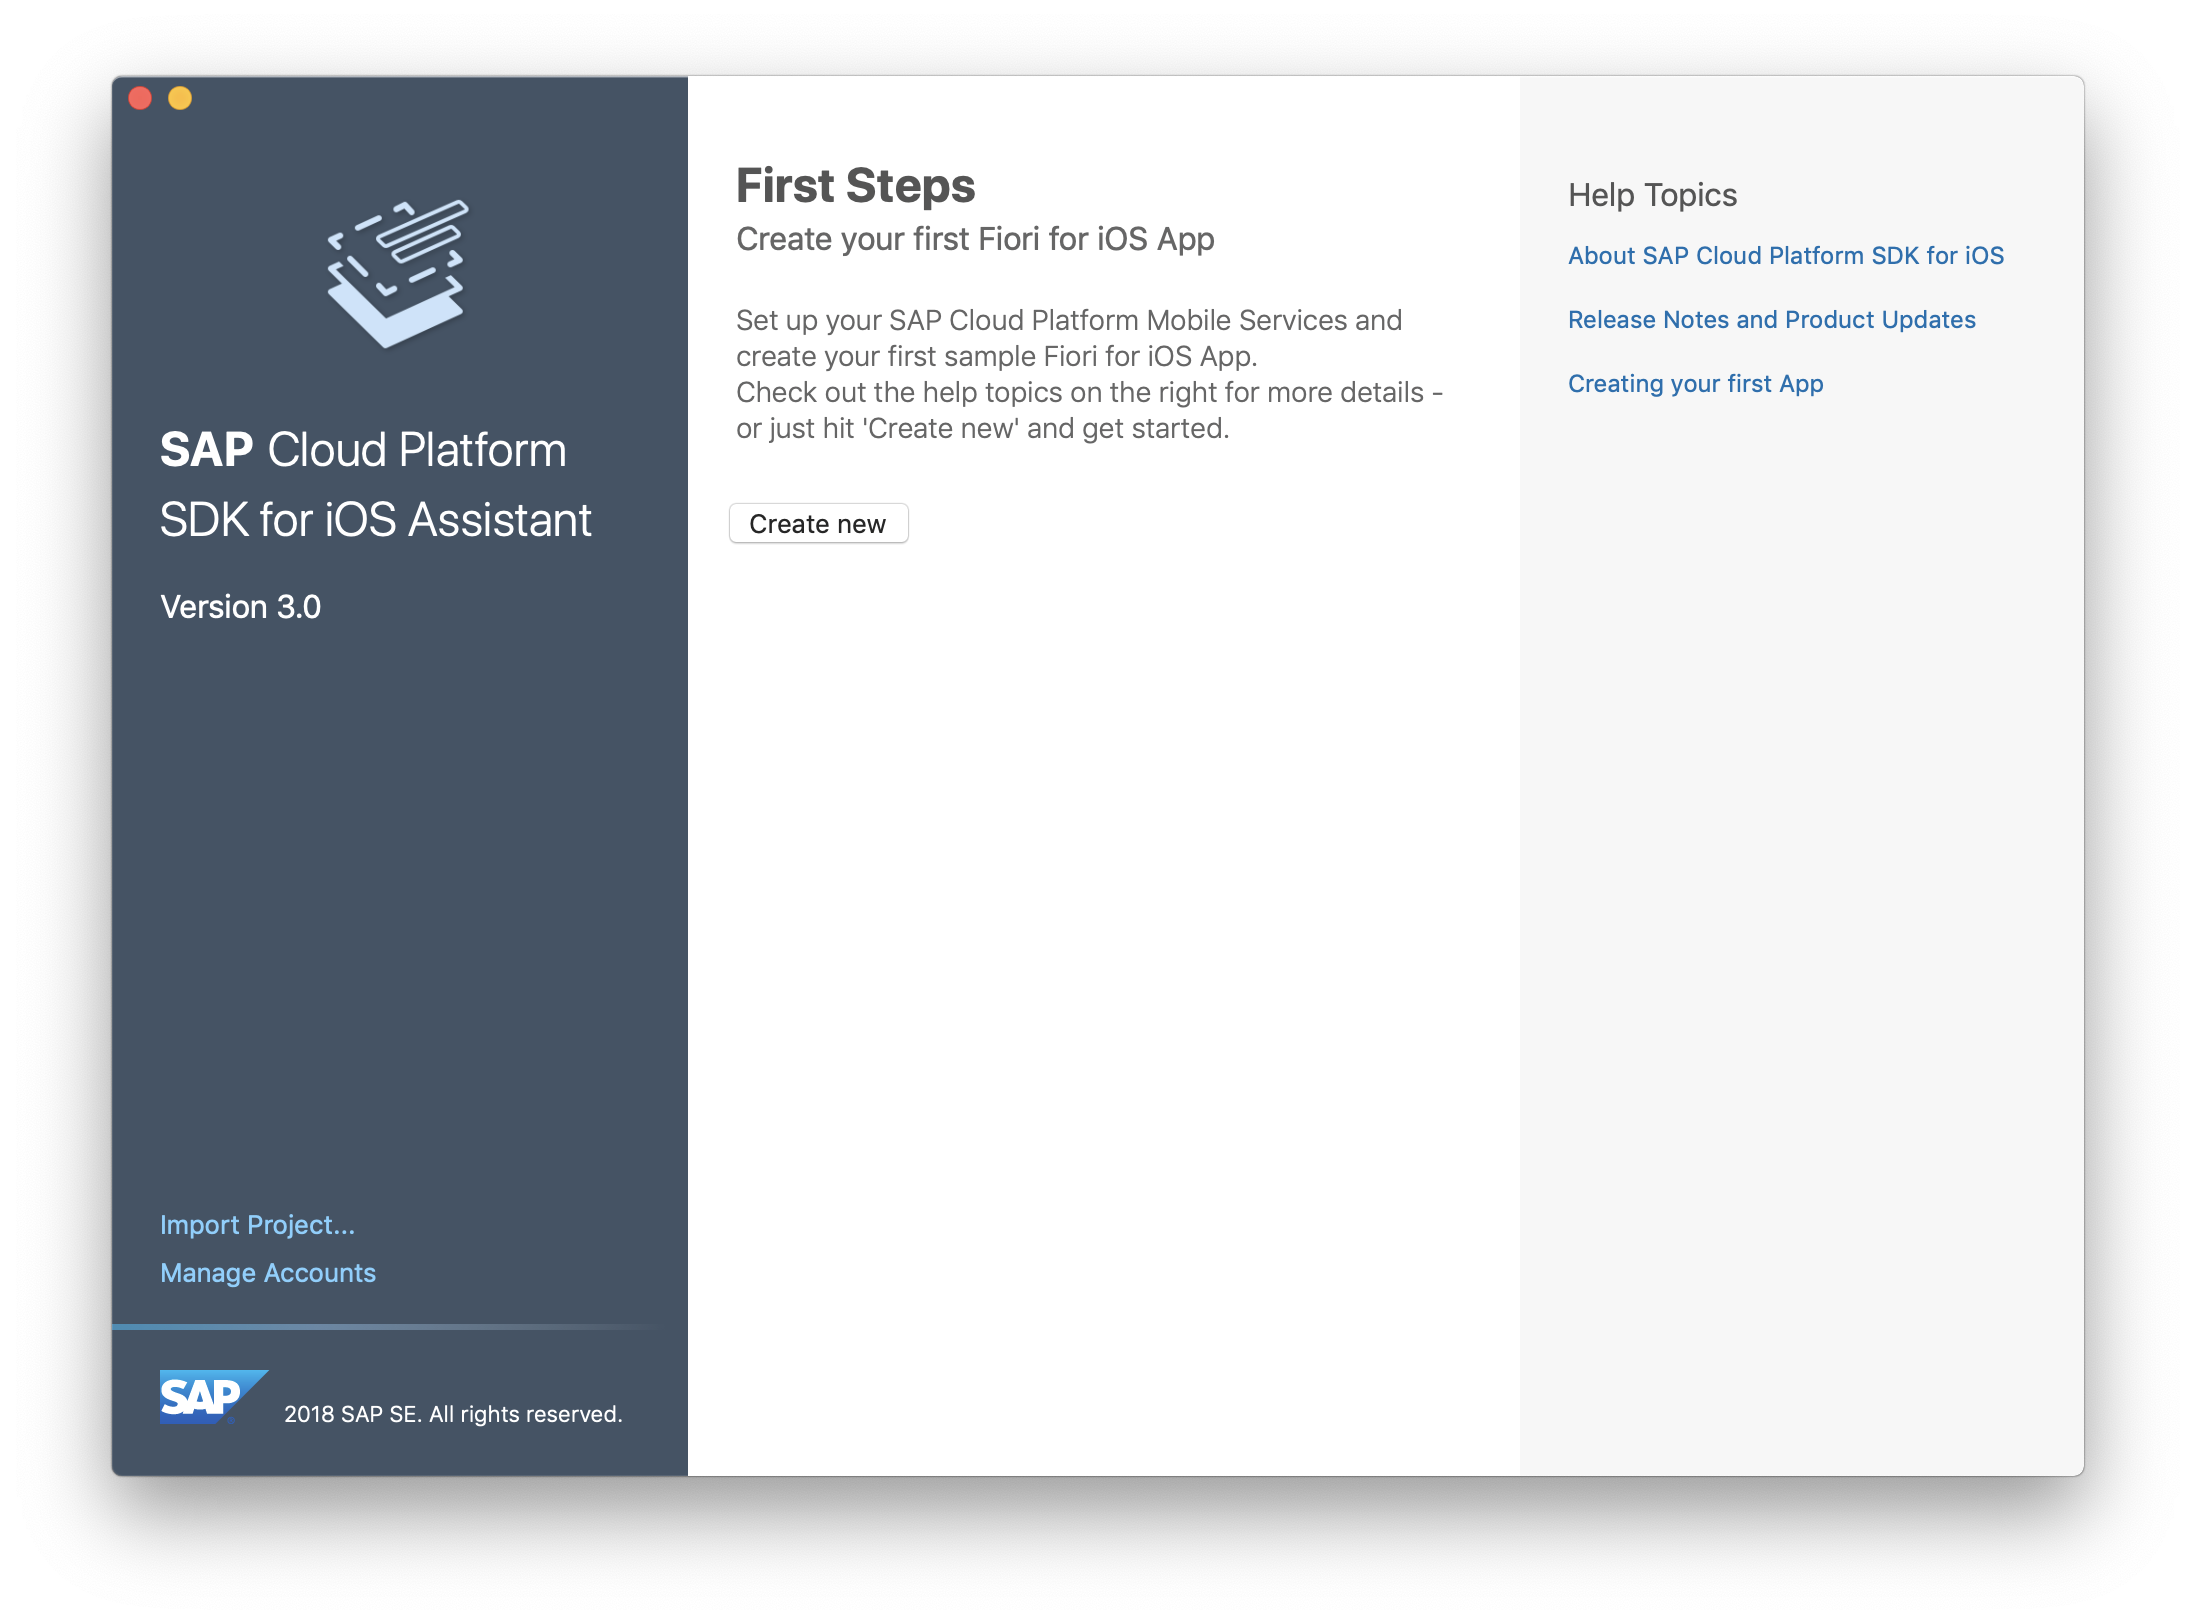 SAP Cloud Platform
SDK for iOS Assistant
Version 3.0
Import Project...
Manage Accounts
SAP
2018 SAP SE. All rights reserved.
First Steps
Create your first Fiori for iOS App
Set up your SAP Cloud Platform Mobile Services and
create your first sample Fiori for iOS App.
Check out the help topics on the right for more details -
or just hit 'Create new' and get started.
Create new
Help Topics
About SAP Cloud Platform SDK for iOS
Release Notes and Product Updates
Creating your first App